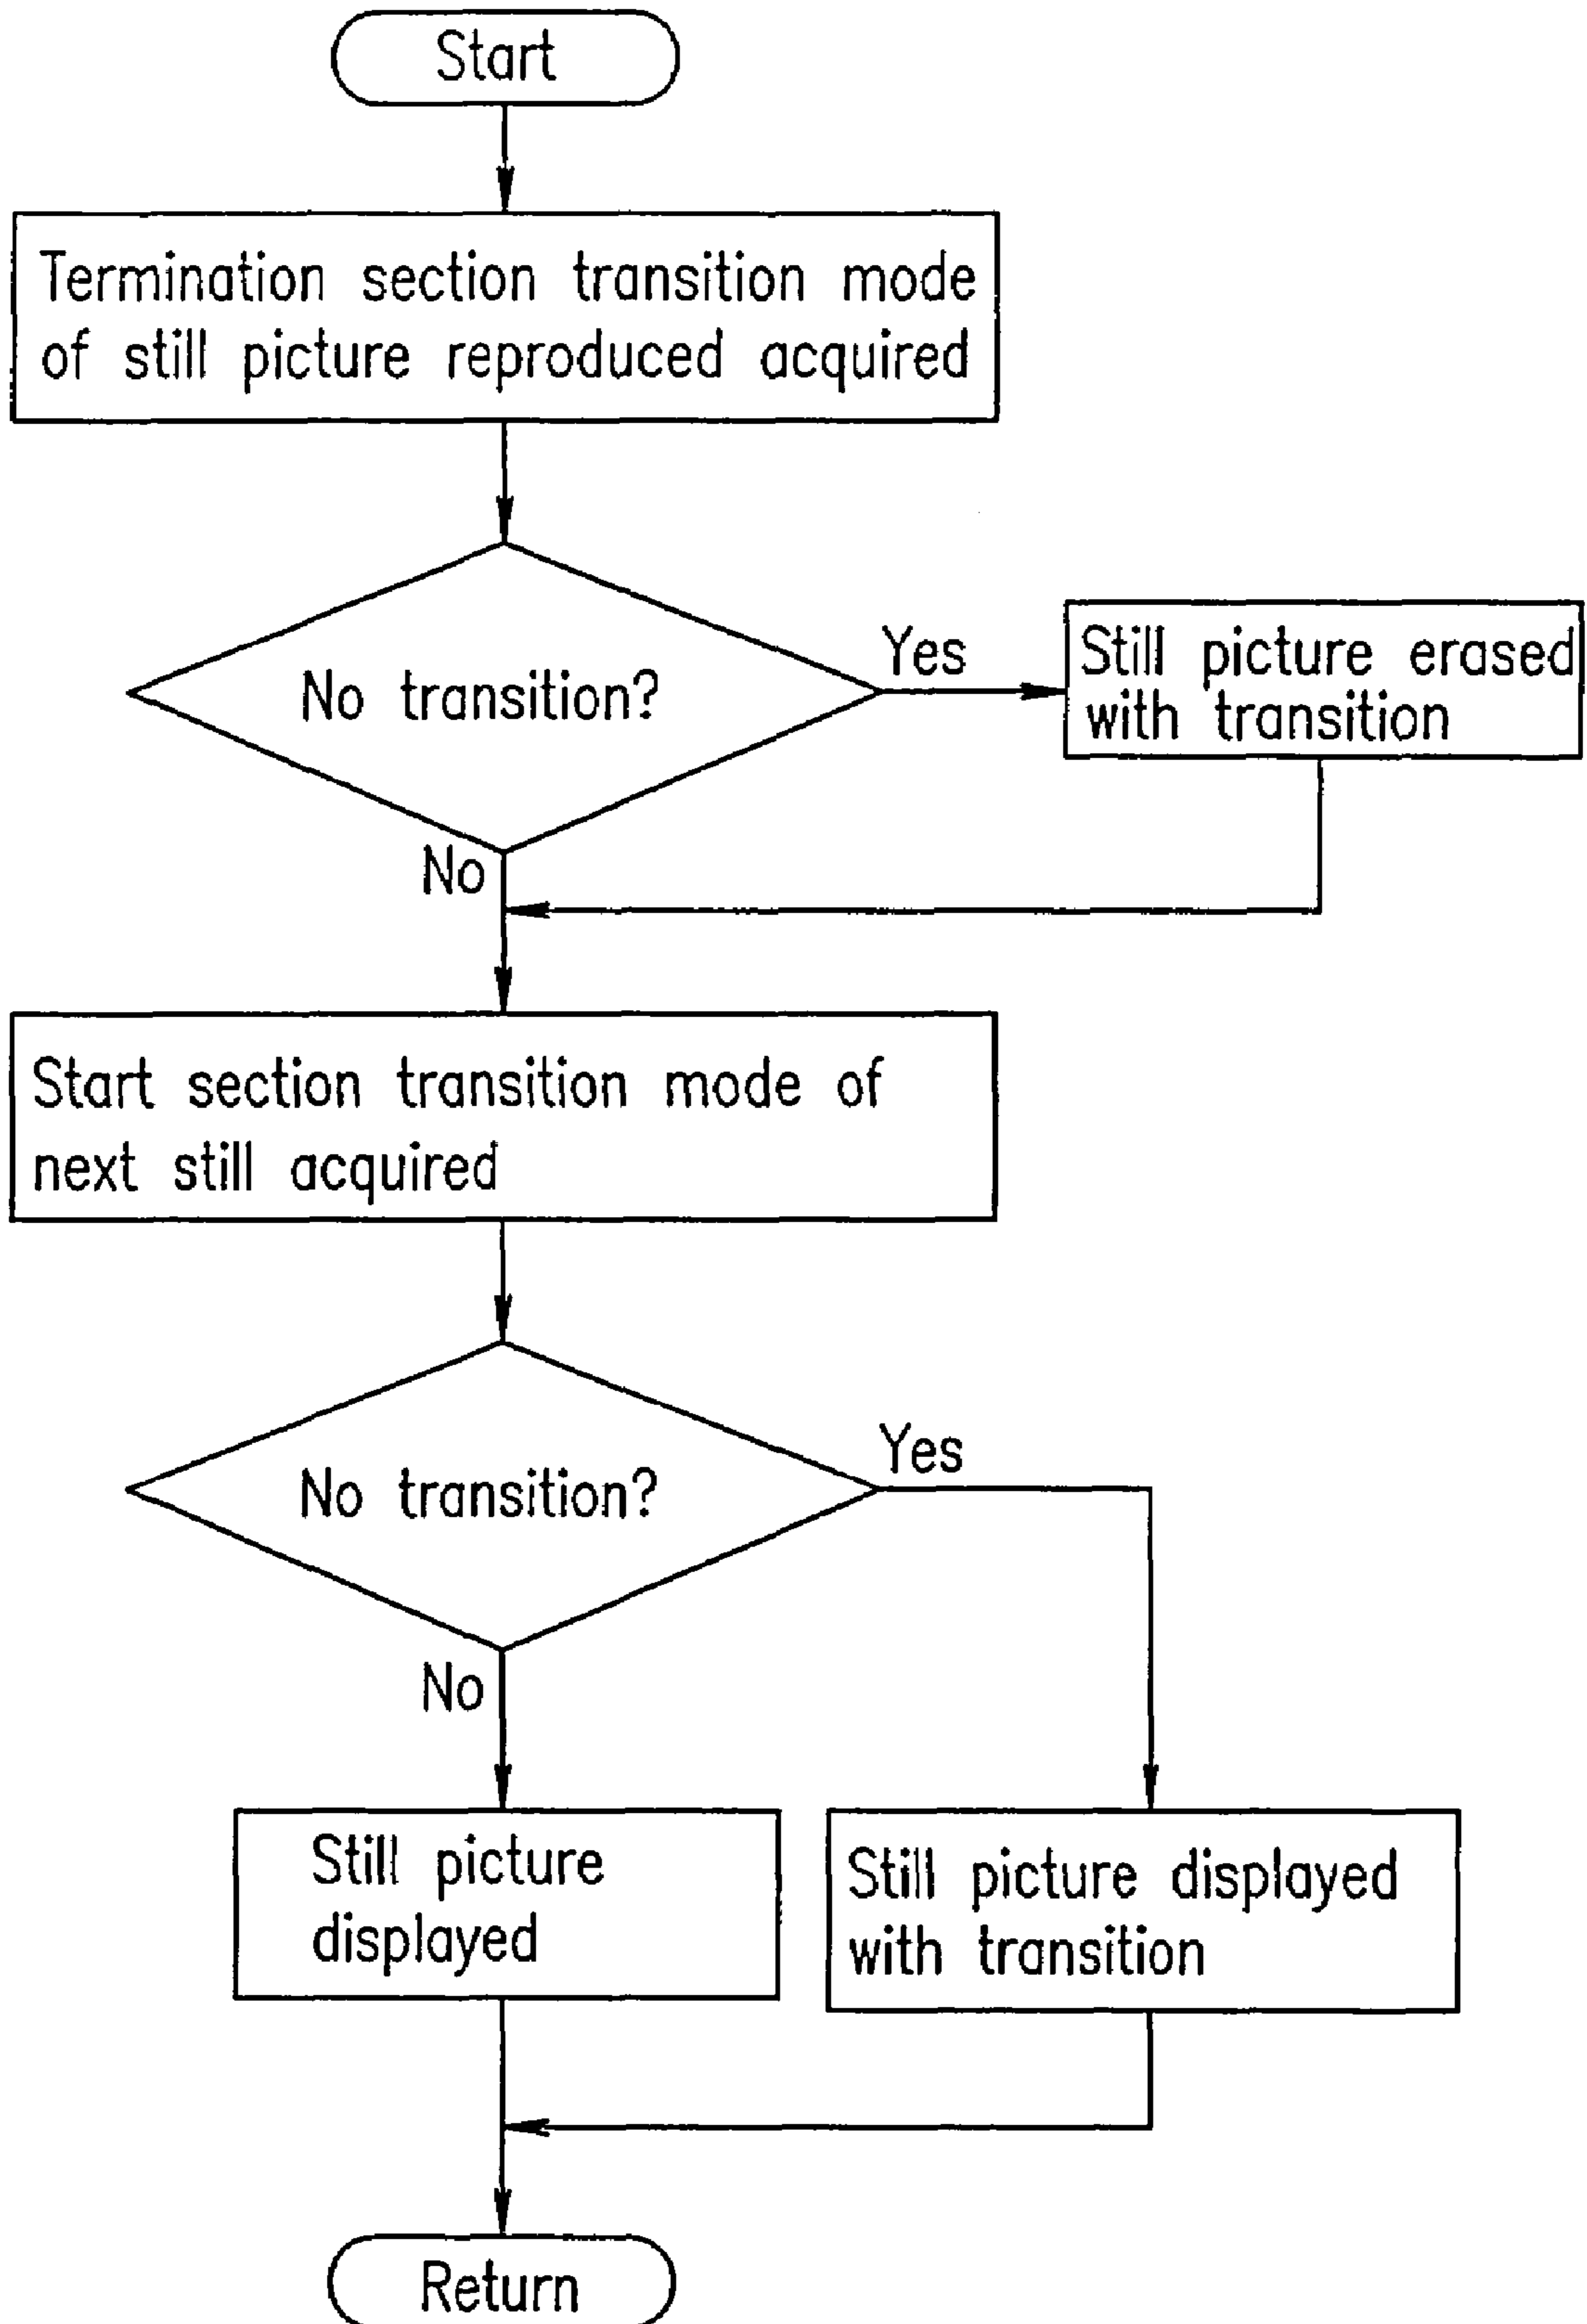 Start
Termination section transition mode
of still picture reproduced acquired
No transition?
Yes
Still picture erased
with transition
No
Start section transition mode of
next still acquired
No transition?
Yes
No
Still picture
displayed
Still picture displayed
with transition
Return